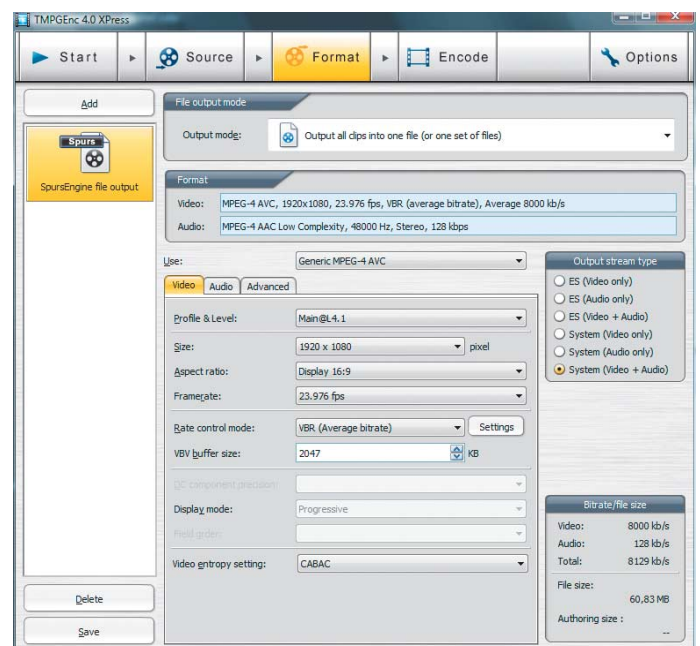 TMPGEnc 4.0 XPress
Start
Source
Format
Encode
Options
Add
Spurs
SpursEngine file output
Delete
Save
File output mode
Output mode:
Output all clips into one file (or one set of files)
Format
Video: MPEG-4 AVC, 1920x1080, 23.976 fps, VBR (average bitrate), Average 8000 kb/s
Audio: MPEG-4 AAC Low Complexity, 48000 Hz, Stereo, 128 kbps
Use: Generic MPEG-4 AVC
Video Audio Advanced
Profile & Level: Main@L4.1
Size: 1920 x 1080 pixel
Aspect ratio: Display 16:9
Framerate: 23.976 fps
Rate control mode: VBR (Average bitrate) Settings
VBV buffer size: 2047 KB
DC component precision:
Display mode: Progressive
Field order:
Video entropy setting: CABAC
Output stream type
ES (Video only)
ES (Audio only)
ES (Video + Audio)
System (Video only)
System (Audio only)
System (Video + Audio)
Bitrate/file size
Video: 8000 kb/s
Audio: 128 kb/s
Total: 8129 kb/s
File size:
60,83 MB
Authoring size :
--